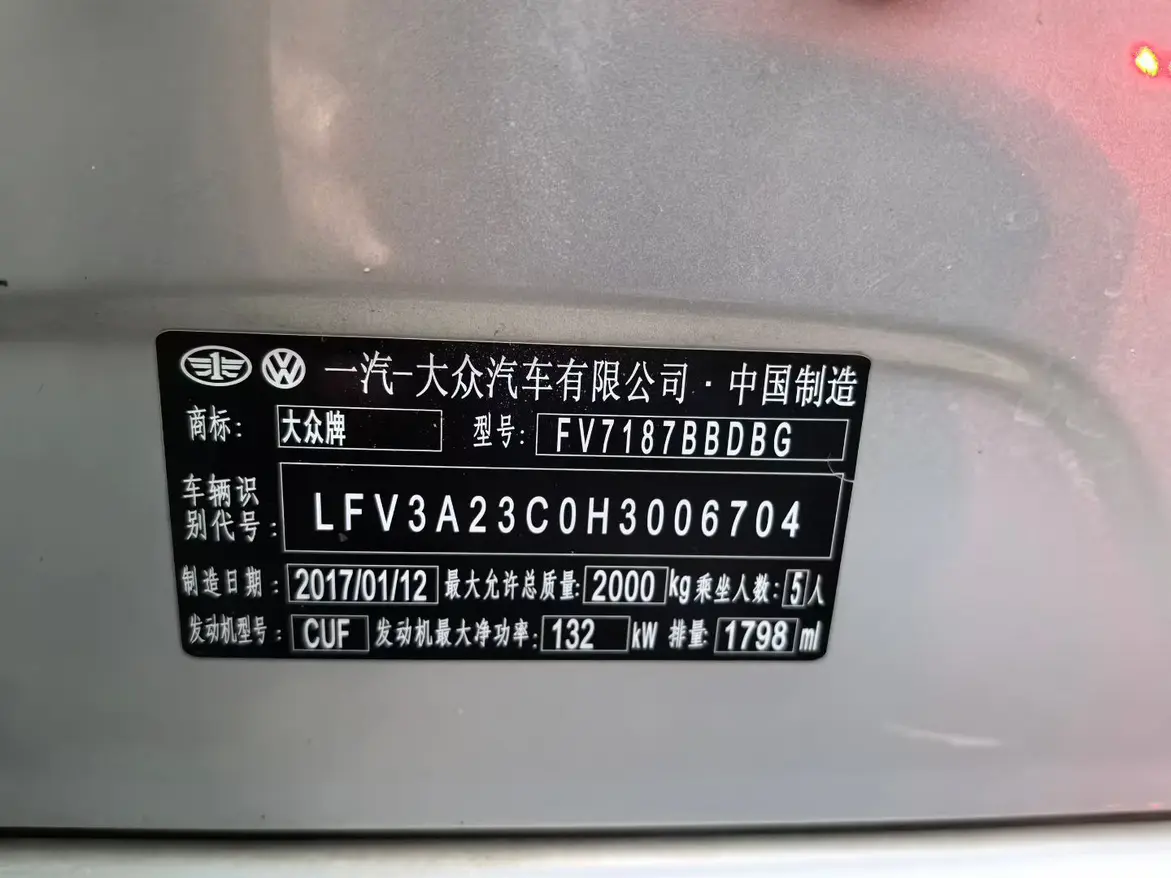 一汽-大众汽车有限公司·中国制造
商标: 大众牌 型号: FV7187BBDBG
车辆识别代号: LFV3A23C0H3006704
制造日期: 2017/01/12 最大允许总质量: 2000 kg 乘坐人数: 5 人
发动机型号: CUF 发动机最大净功率: 132 kW 排量 1798 ml